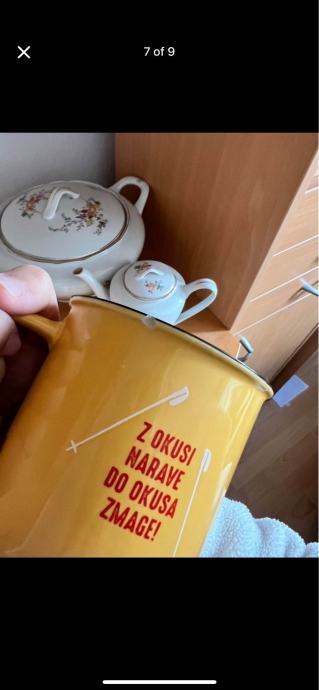 7 of 9
Z OKUSI
NARAVE
DO OKUSA
ZMAGE!